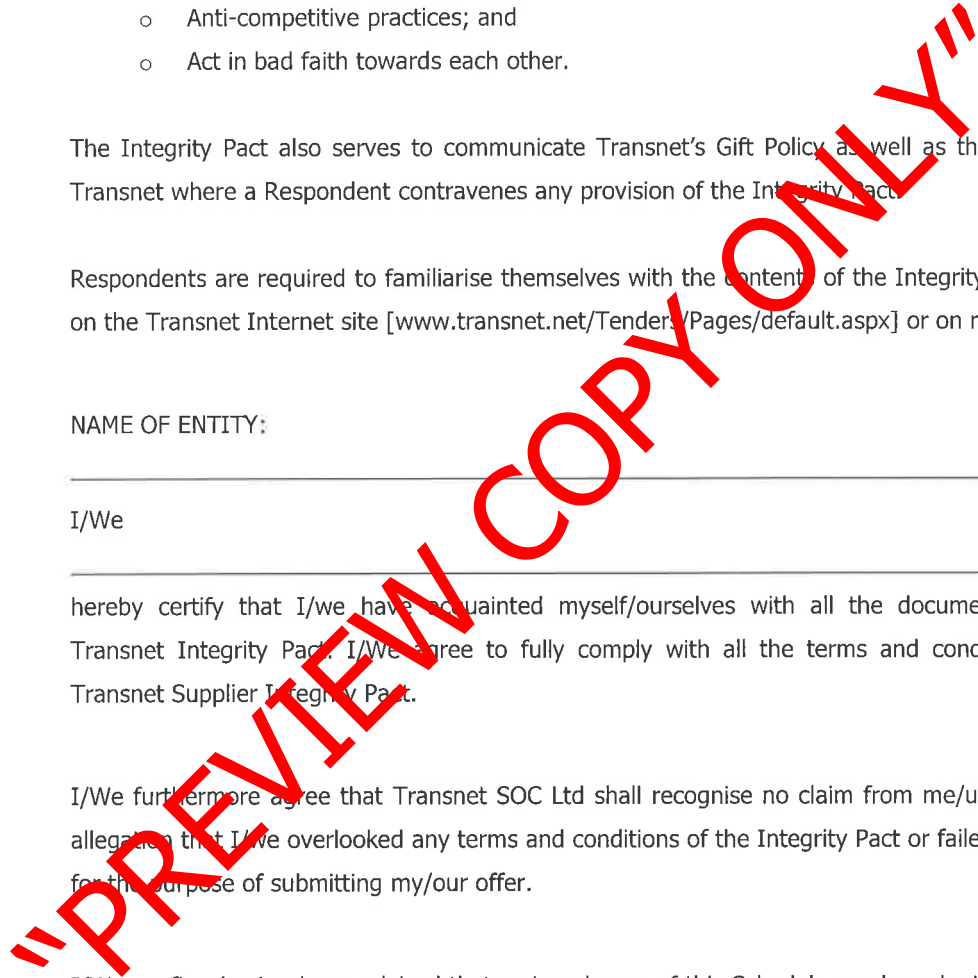 ○ Anti-competitive practices; and
○ Act in bad faith towards each other.
The Integrity Pact also serves to communicate Transnet's Gift Policy as well as th
Transnet where a Respondent contravenes any provision of the Integrity Pact.
Respondents are required to familiarise themselves with the contents of the Integrity
on the Transnet Internet site [www.transnet.net/Tenders/Pages/default.aspx] or on r
NAME OF ENTITY:
I/We
hereby certify that I/we have acquainted myself/ourselves with all the docume
Transnet Integrity Pact. I/We agree to fully comply with all the terms and conc
Transnet Supplier Integrity Pact.
I/We furthermore agree that Transnet SOC Ltd shall recognise no claim from me/u
allegation that I/we overlooked any terms and conditions of the Integrity Pact or faile
for the purpose of submitting my/our offer.
"PREVIEW COPY ONLY"